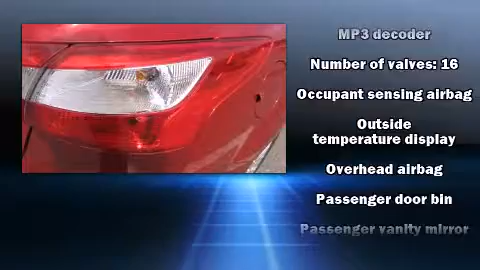 MP3 decoder
Number of valves: 16
Occupant sensing airbag
Outside
temperature display
Overhead airbag
Passenger door bin
Passenger vanity mirror